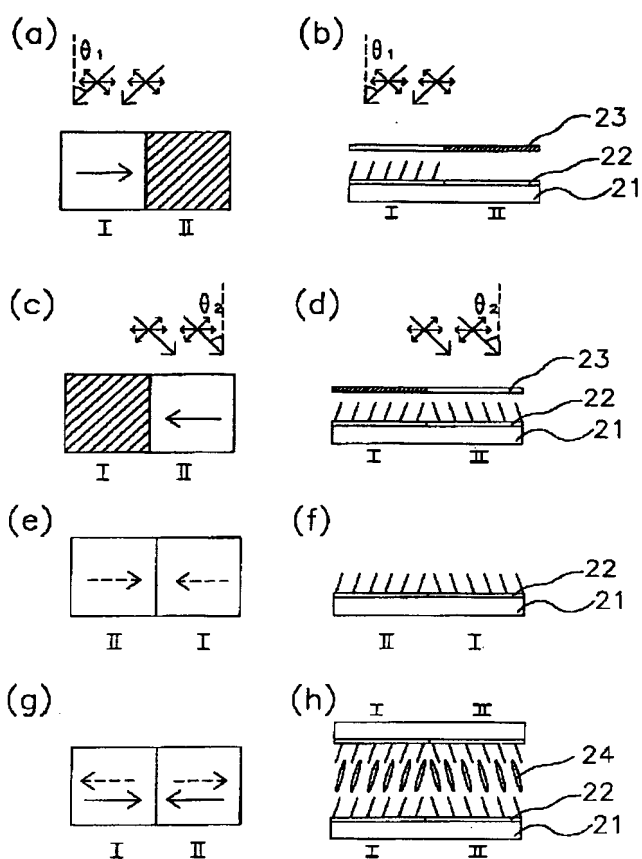 (a)
θ1
I II
(b)
θ1
23
22
21
I II
(c)
θ2
I II
(d)
θ2
23
22
21
I II
(e)
II I
(f)
22
21
II I
(g)
I II
(h)
I II
24
22
21
I II